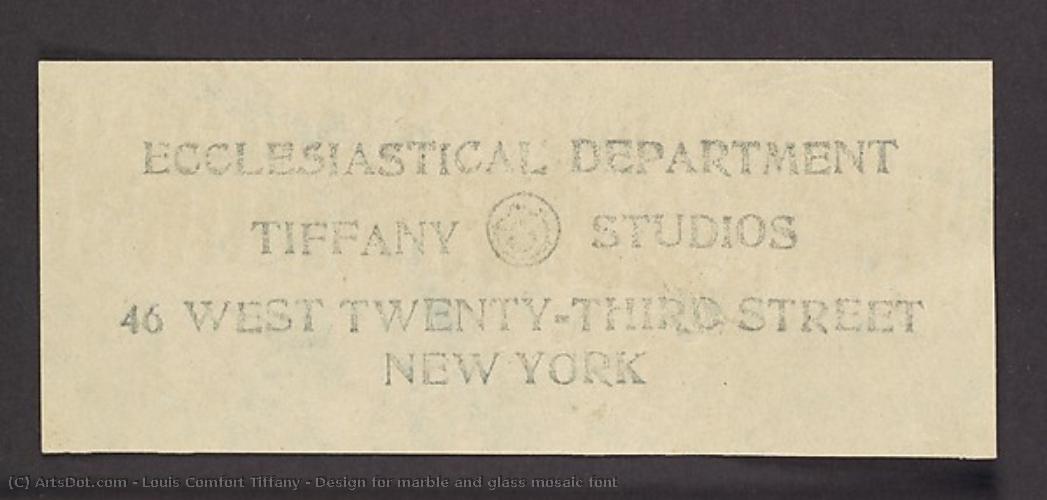 ECCLESIASTICAL DEPARTMENT
TIFFANY STUDIOS
46 WEST TWENTY-THIRD STREET
NEW YORK
(C) ArtsDot.com - Louis Comfort Tiffany - Design for marble and glass mosaic font